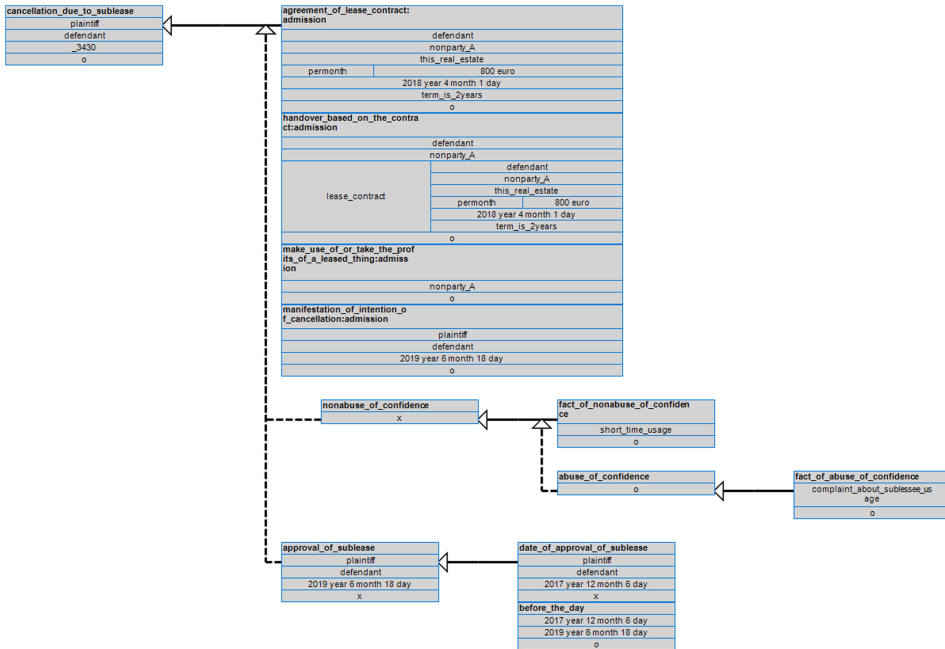 cancellation_due_to_sublease
plaintiff
defendant
_3430
o
agreement_of_lease_contract:
admission
defendant
nonparty_A
this_real_estate
permonth 800 euro
2018 year 4 month 1 day
term_is_2years
o
handover_based_on_the_contra
ct:admission
defendant
nonparty_A
lease_contract
defendant
nonparty_A
this_real_estate
permonth 800 euro
2018 year 4 month 1 day
term_is_2years
o
make_use_of_or_take_the_prof
its_of_a_leased_thing:admiss
ion
nonparty_A
o
manifestation_of_intention_o
f_cancellation:admission
plaintiff
defendant
2019 year 6 month 18 day
o
nonabuse_of_confidence
x
fact_of_nonabuse_of_confiden
ce
short_time_usage
o
abuse_of_confidence
o
fact_of_abuse_of_confidence
complaint_about_sublessee_us
age
o
approval_of_sublease
plaintiff
defendant
2019 year 6 month 18 day
x
date_of_approval_of_sublease
plaintiff
defendant
2017 year 12 month 6 day
x
before_the_day
2017 year 12 month 6 day
2019 year 6 month 18 day
o